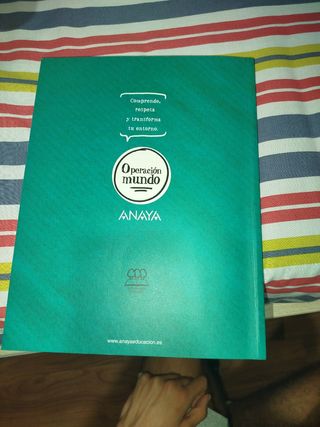 Comprende,
respeta
y transforma
tu entorno.
Operación
mundo
ANAYA
www.anayaeducacion.es